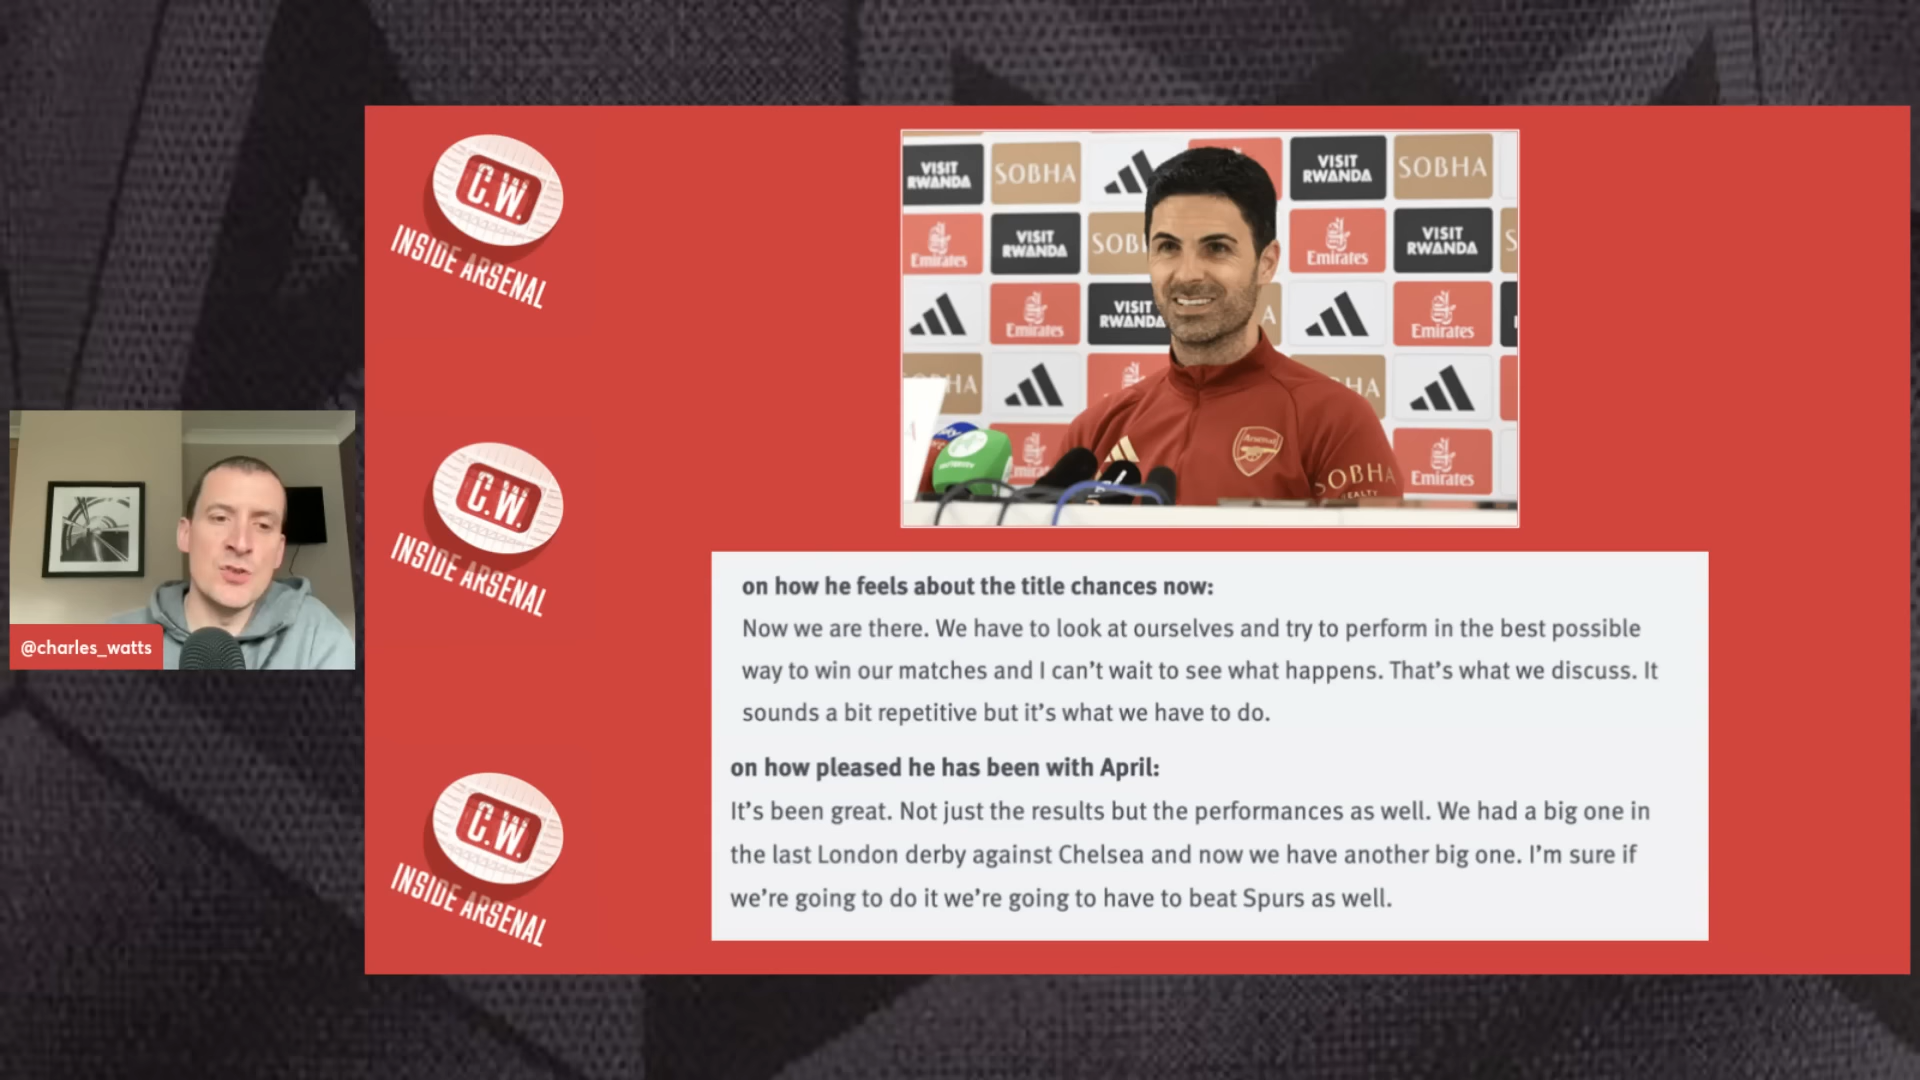 C.W.
INSIDE ARSENAL
C.W.
INSIDE ARSENAL
C.W.
INSIDE ARSENAL
VISIT RWANDA
SOBHA
VISIT RWANDA
SOBHA
Emirates
VISIT RWANDA
SOB
Emirates
VISIT RWANDA
S
Emirates
VISIT RWANDA
A
Emirates
HA
HA
Emirates
Arsenal
SOBHA
REALTY
@charles_watts
on how he feels about the title chances now:
Now we are there. We have to look at ourselves and try to perform in the best possible
way to win our matches and I can’t wait to see what happens. That’s what we discuss. It
sounds a bit repetitive but it’s what we have to do.
on how pleased he has been with April:
It’s been great. Not just the results but the performances as well. We had a big one in
the last London derby against Chelsea and now we have another big one. I’m sure if
we’re going to do it we’re going to have to beat Spurs as well.